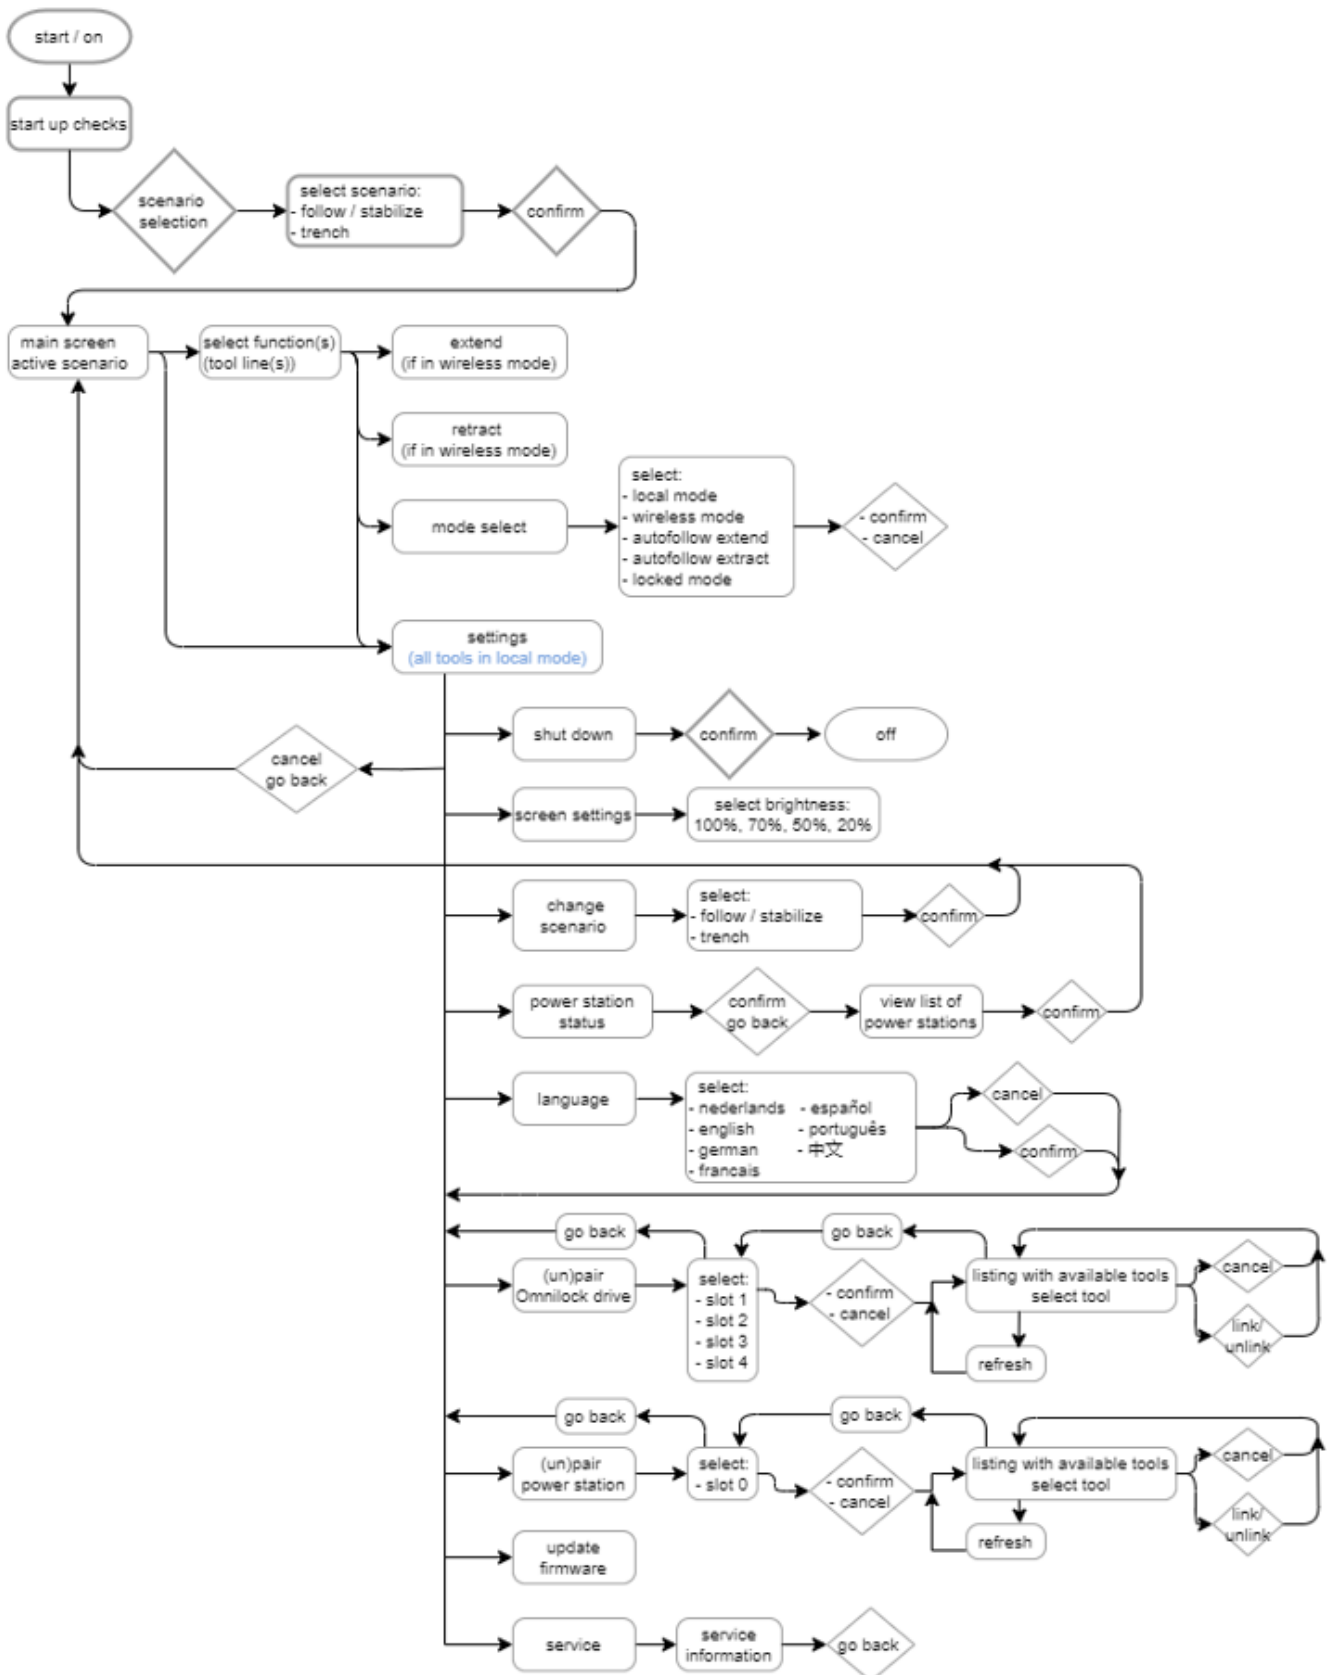 start / on
start up checks
scenario
selection
select scenario:
- follow / stabilize
- trench
confirm
main screen
active scenario
select function(s)
(tool line(s))
extend
(if in wireless mode)
retract
(if in wireless mode)
mode select
select:
- local mode
- wireless mode
- autofollow extend
- autofollow extract
- locked mode
- confirm
- cancel
settings
(all tools in local mode)
shut down
confirm
off
cancel
go back
screen settings
select brightness:
100%, 70%, 50%, 20%
change
scenario
select:
- follow / stabilize
- trench
confirm
power station
status
confirm
go back
view list of
power stations
confirm
language
select:
- nederlands - español
- english - português
- german - 中文
- francais
cancel
confirm
go back
go back
(un)pair
Omnilock drive
select:
- slot 1
- slot 2
- slot 3
- slot 4
- confirm
- cancel
listing with available tools
select tool
cancel
link/
unlink
refresh
go back
go back
(un)pair
power station
select:
- slot 0
- confirm
- cancel
listing with available tools
select tool
cancel
link/
unlink
refresh
update
firmware
service
service
information
go back